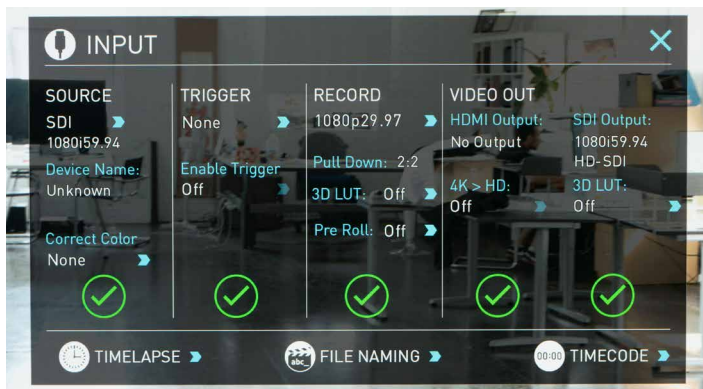 INPUT
SOURCE
SDI
1080i59.94
Device Name:
Unknown
Correct Color
None
TRIGGER
None
Enable Trigger
Off
RECORD
1080p29.97
Pull Down: 2:2
3D LUT: Off
Pre Roll: Off
VIDEO OUT
HDMI Output:
No Output
4K > HD:
Off
SDI Output:
1080i59.94
HD-SDI
3D LUT:
Off
TIMELAPSE
abc_
FILE NAMING
00:00
TIMECODE